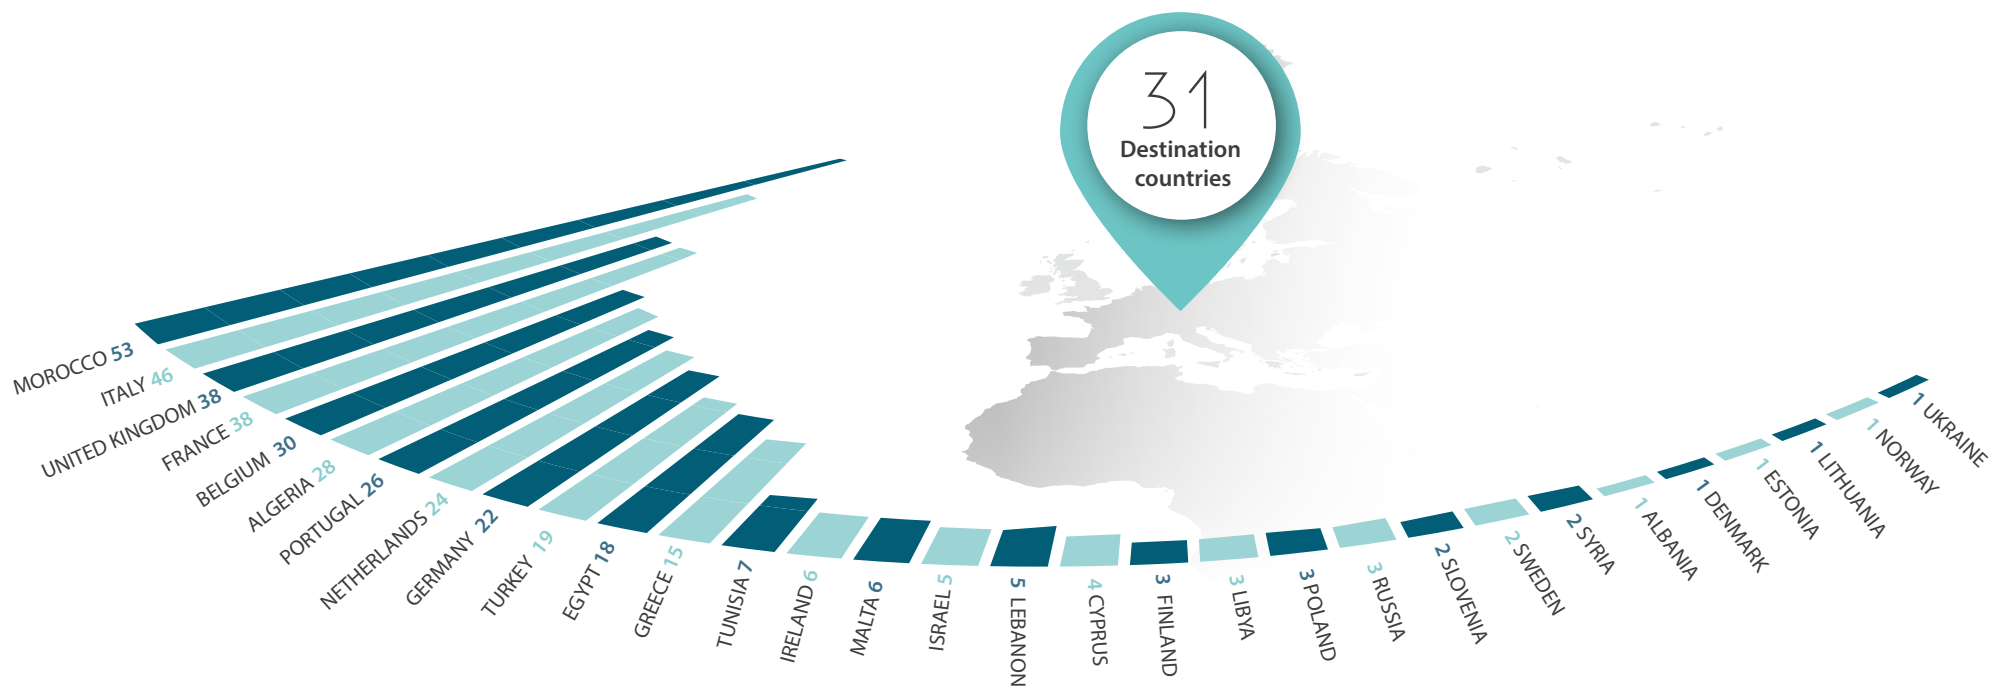 31
Destination
countries
MOROCCO 53
ITALY 46
UNITED KINGDOM 38
FRANCE 38
BELGIUM 30
ALGERIA 28
PORTUGAL 26
NETHERLANDS 24
GERMANY 22
TURKEY 19
EGYPT 18
GREECE 15
TUNISIA 7
IRELAND 6
MALTA 6
ISRAEL 5
5 LEBANON
4 CYPRUS
3 FINLAND
3 LIBYA
3 POLAND
3 RUSSIA
2 SLOVENIA
2 SWEDEN
2 SYRIA
1 ALBANIA
1 DENMARK
1 ESTONIA
1 LITHUANIA
1 NORWAY
1 UKRAINE